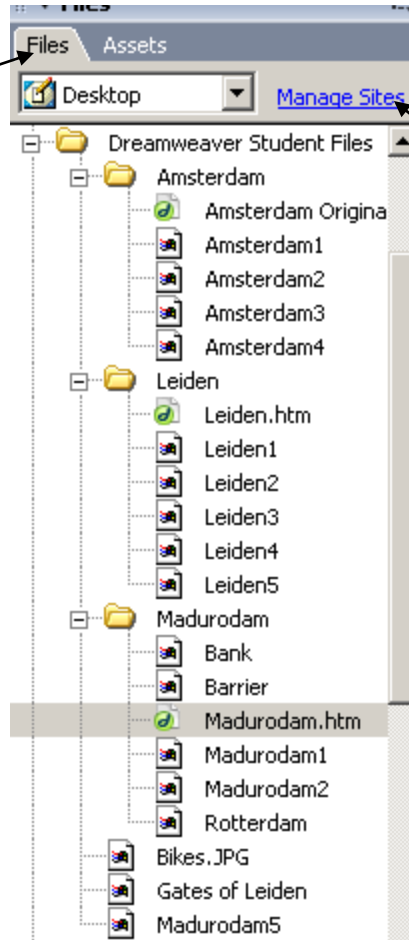 Files
Files Assets
Desktop Manage Sites
Dreamweaver Student Files
Amsterdam
Amsterdam Origina
Amsterdam1
Amsterdam2
Amsterdam3
Amsterdam4
Leiden
Leiden.htm
Leiden1
Leiden2
Leiden3
Leiden4
Leiden5
Madurodam
Bank
Barrier
Madurodam.htm
Madurodam1
Madurodam2
Rotterdam
Bikes.JPG
Gates of Leiden
Madurodam5